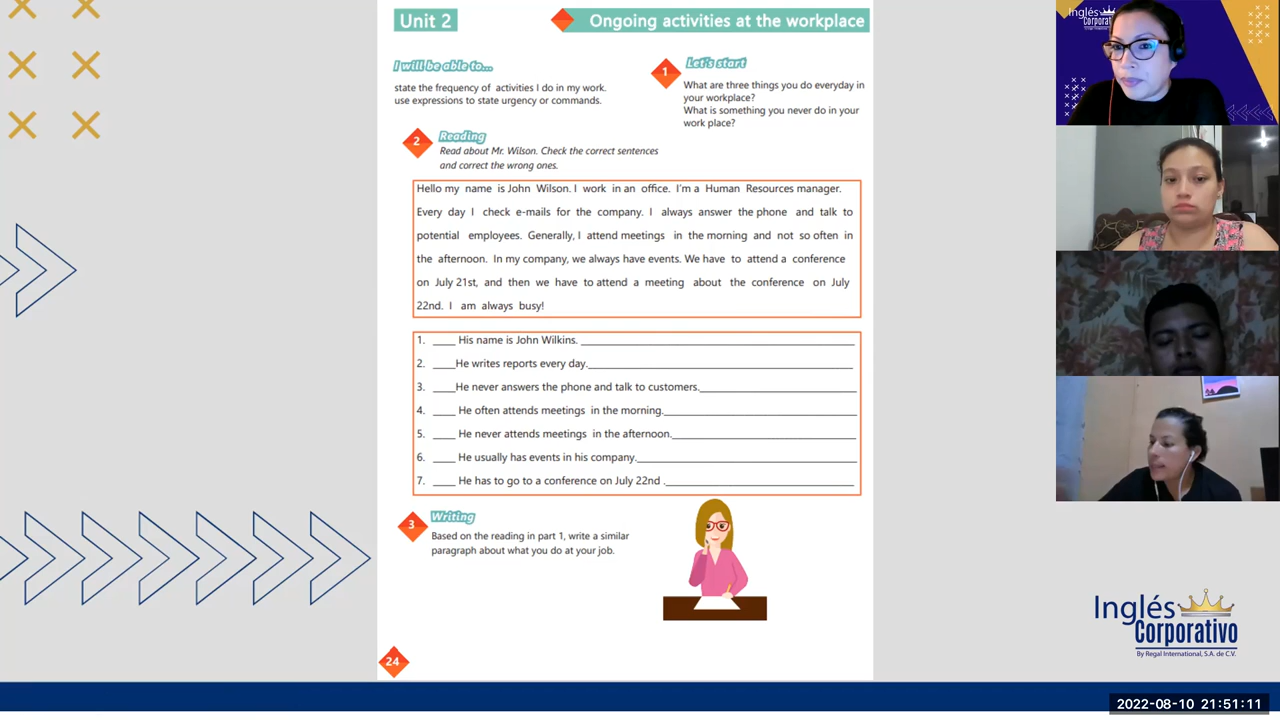 Unit 2
Ongoing activities at the workplace
I will be able to...
state the frequency of activities I do in my work.
use expressions to state urgency or commands.
1
Let's start
What are three things you do everyday in
your workplace?
What is something you never do in your
work place?
2
Reading
Read about Mr. Wilson. Check the correct sentences
and correct the wrong ones.
Hello my name is John Wilson. I work in an office. I'm a Human Resources manager.
Every day I check e-mails for the company. I always answer the phone and talk to
potential employees. Generally, I attend meetings in the morning and not so often in
the afternoon. In my company, we always have events. We have to attend a conference
on July 21st, and then we have to attend a meeting about the conference on July
22nd. I am always busy!
1. ____ His name is John Wilkins. ____
2. ____He writes reports every day.____
3. ____He never answers the phone and talk to customers.____
4. ____ He often attends meetings in the morning.____
5. ____ He never attends meetings in the afternoon.____
6. ____ He usually has events in his company.____
7. ____ He has to go to a conference on July 22nd .____
3
Writing
Based on the reading in part 1, write a similar
paragraph about what you do at your job.
24
Inglés
Corporativo
Inglés
Corporativo
By Regal International, S.A. de C.V.
2022-08-10 21:51:11